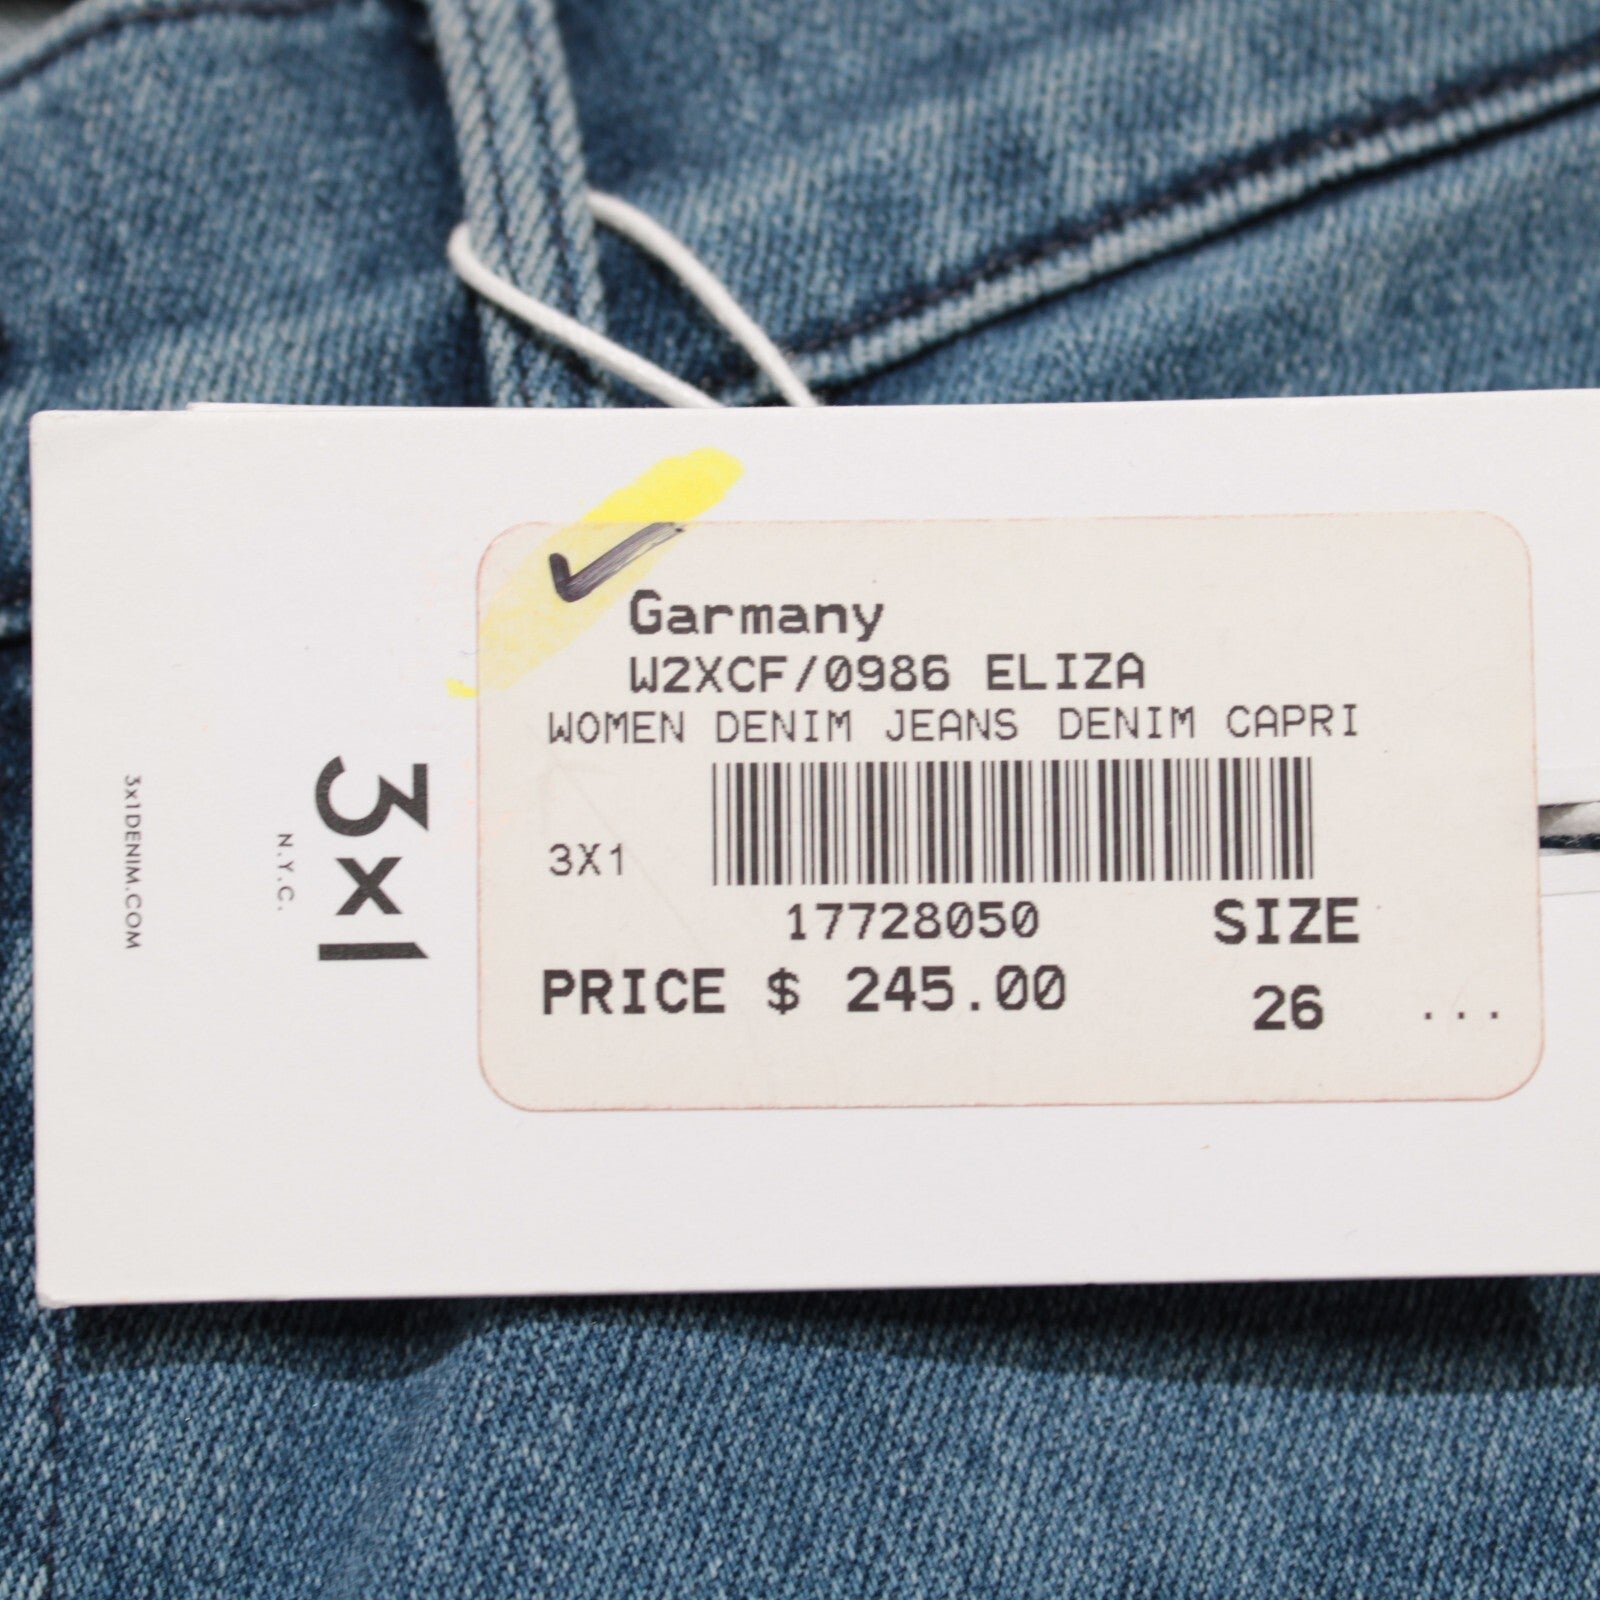 3x1DENIM.COM
N.Y.C.
3x1
Garmany
W2XCF/0986 ELIZA
WOMEN DENIM JEANS DENIM CAPRI
3X1
17728050 SIZE
PRICE $ 245.00 26 ...